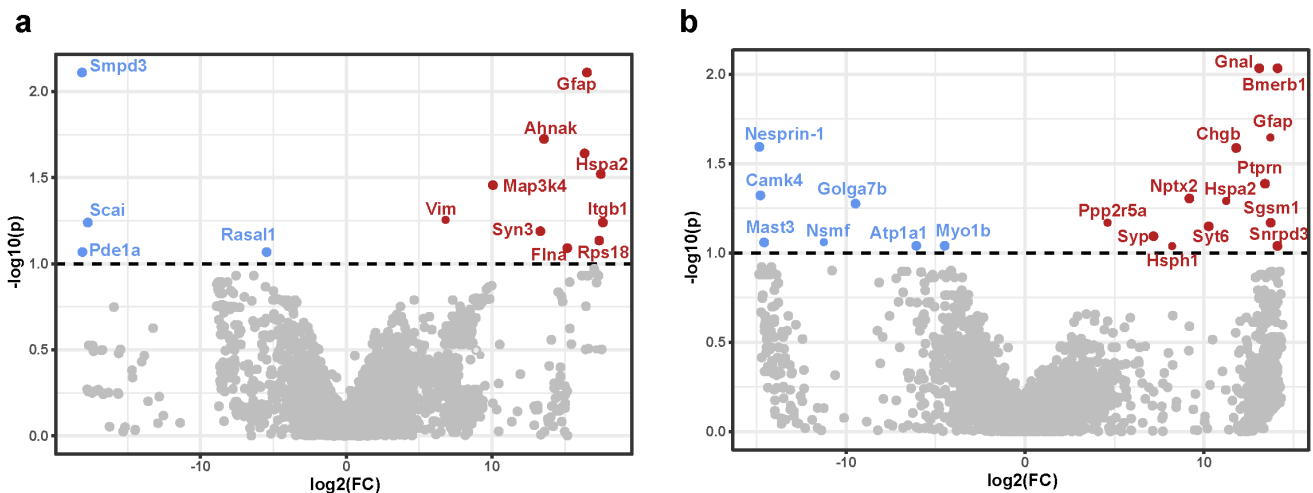 a
Smpd3
Gfap
Ahnak
Hspa2
Map3k4
Scai
Vim
Itgb1
Syn3
Rasal1
Pde1a
Flna
Rps18
2.0
1.5
1.0
0.5
0.0
-log10(p)
-10
0
10
log2(FC)
b
Gnal
Bmerb1
Gfap
Nesprin-1
Chgb
Ptprn
Camk4
Golga7b
Nptx2
Hspa2
Ppp2r5a
Sgsm1
Mast3
Nsmf
Atp1a1
Myo1b
Syp
Syt6
Snrpd3
Hsph1
2.0
1.5
1.0
0.5
0.0
-log10(p)
-10
0
10
log2(FC)